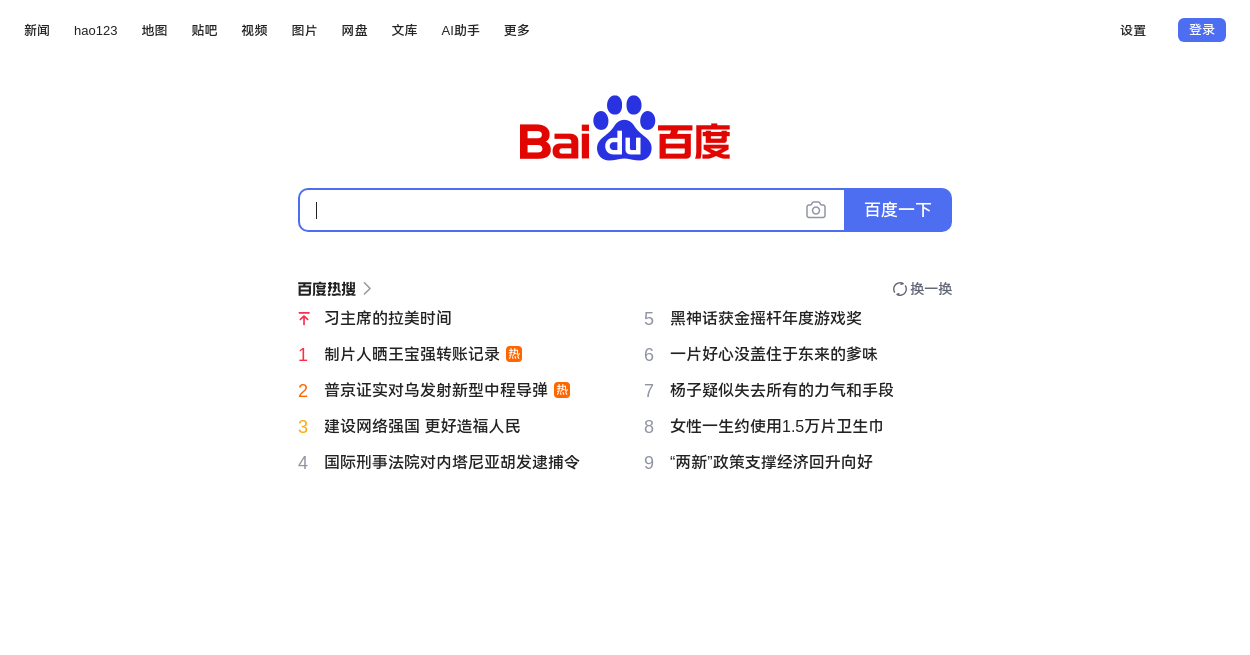 新闻 hao123 地图 贴吧 视频 图片 网盘 文库 AI助手 更多 设置 登录
Bai du 百度
百度一下
百度热搜 换一换
习主席的拉美时间
1 制片人晒王宝强转账记录 热
2 普京证实对乌发射新型中程导弹 热
3 建设网络强国 更好造福人民
4 国际刑事法院对内塔尼亚胡发逮捕令
5 黑神话获金摇杆年度游戏奖
6 一片好心没盖住于东来的爹味
7 杨子疑似失去所有的力气和手段
8 女性一生约使用1.5万片卫生巾
9 “两新”政策支撑经济回升向好